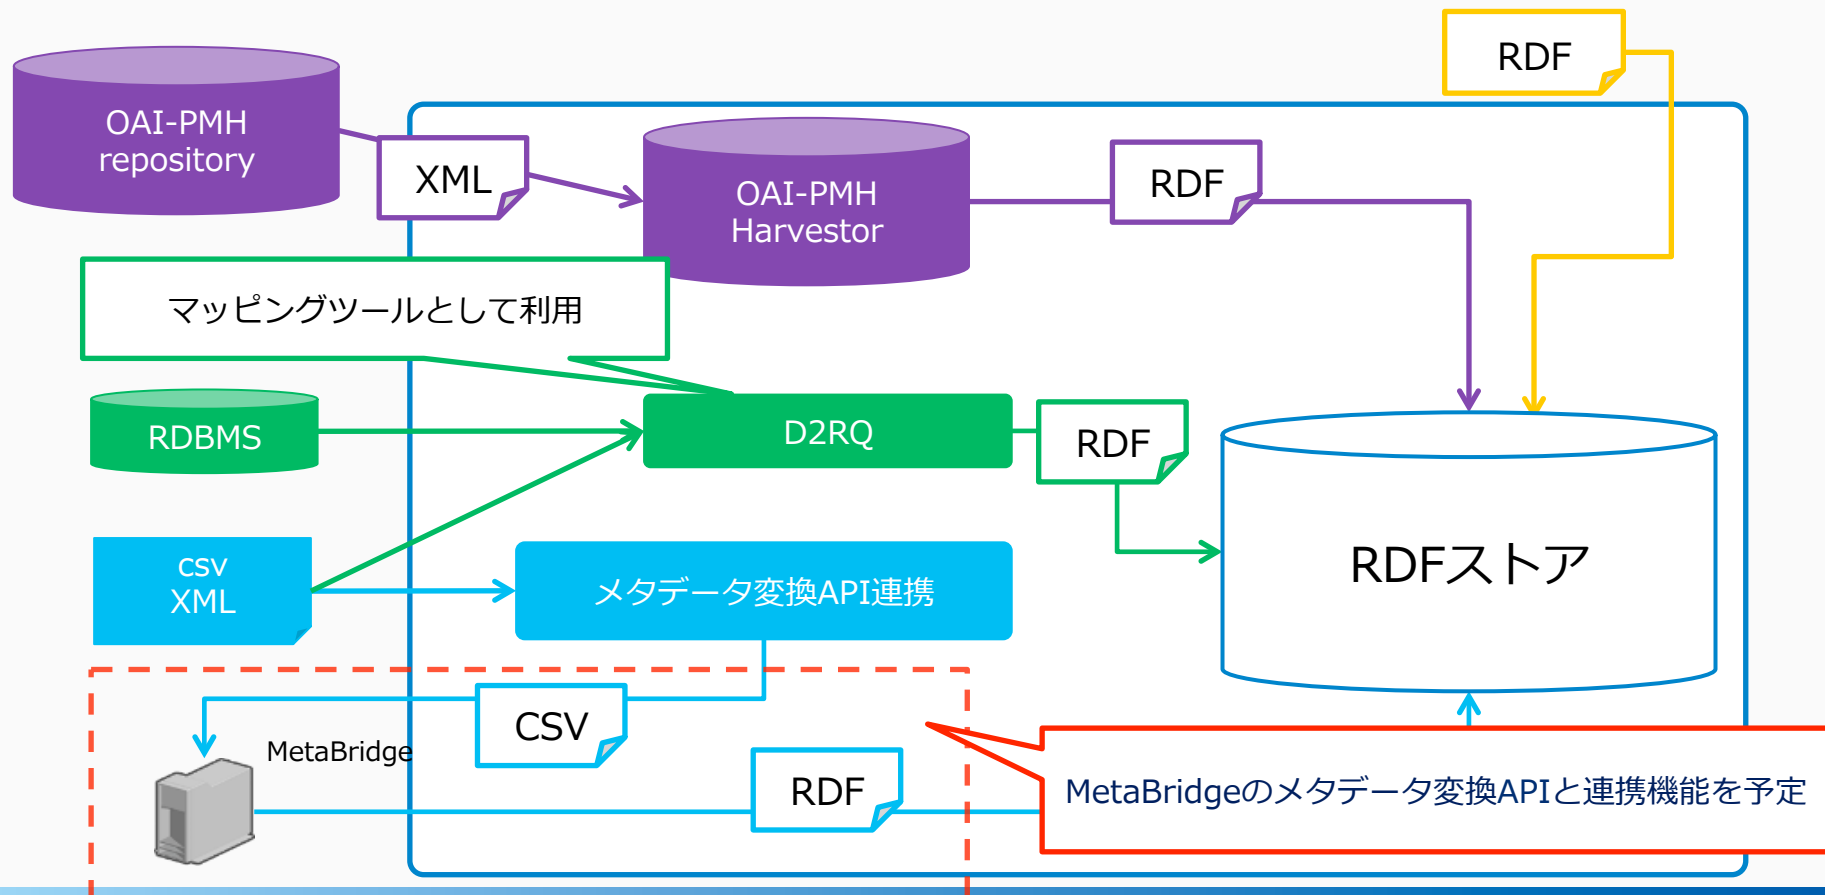 RDF
OAI-PMH
repository
XML
OAI-PMH
Harvestor
RDF
マッピングツールとして利用
RDBMS
D2RQ
RDF
csv
XML
メタデータ変換API連携
RDFストア
CSV
MetaBridge
RDF
MetaBridgeのメタデータ変換APIと連携機能を予定